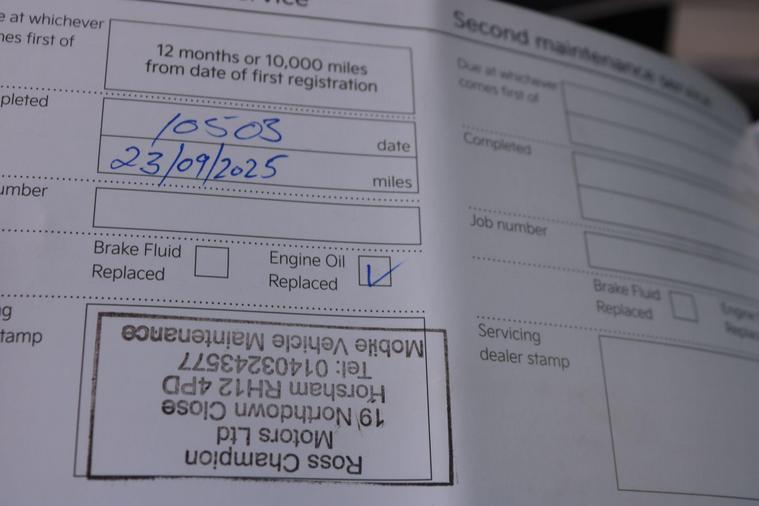 e at whichever
nes first of
12 months or 10,000 miles
from date of first registration
pleted
10503
date
23/09/2025
miles
umber
Brake Fluid
Replaced
Engine Oil
Replaced
g
tamp
Ross Champion
Motors Ltd
19 Northdown Close
Horsham RH12 4PD
Tel: 01403243577
Mobile Vehicle Maintenance
Second maintenance service
Due at whichever
comes first of
Completed
Job number
Brake Fluid
Replaced
Engine
Repla
Servicing
dealer stamp